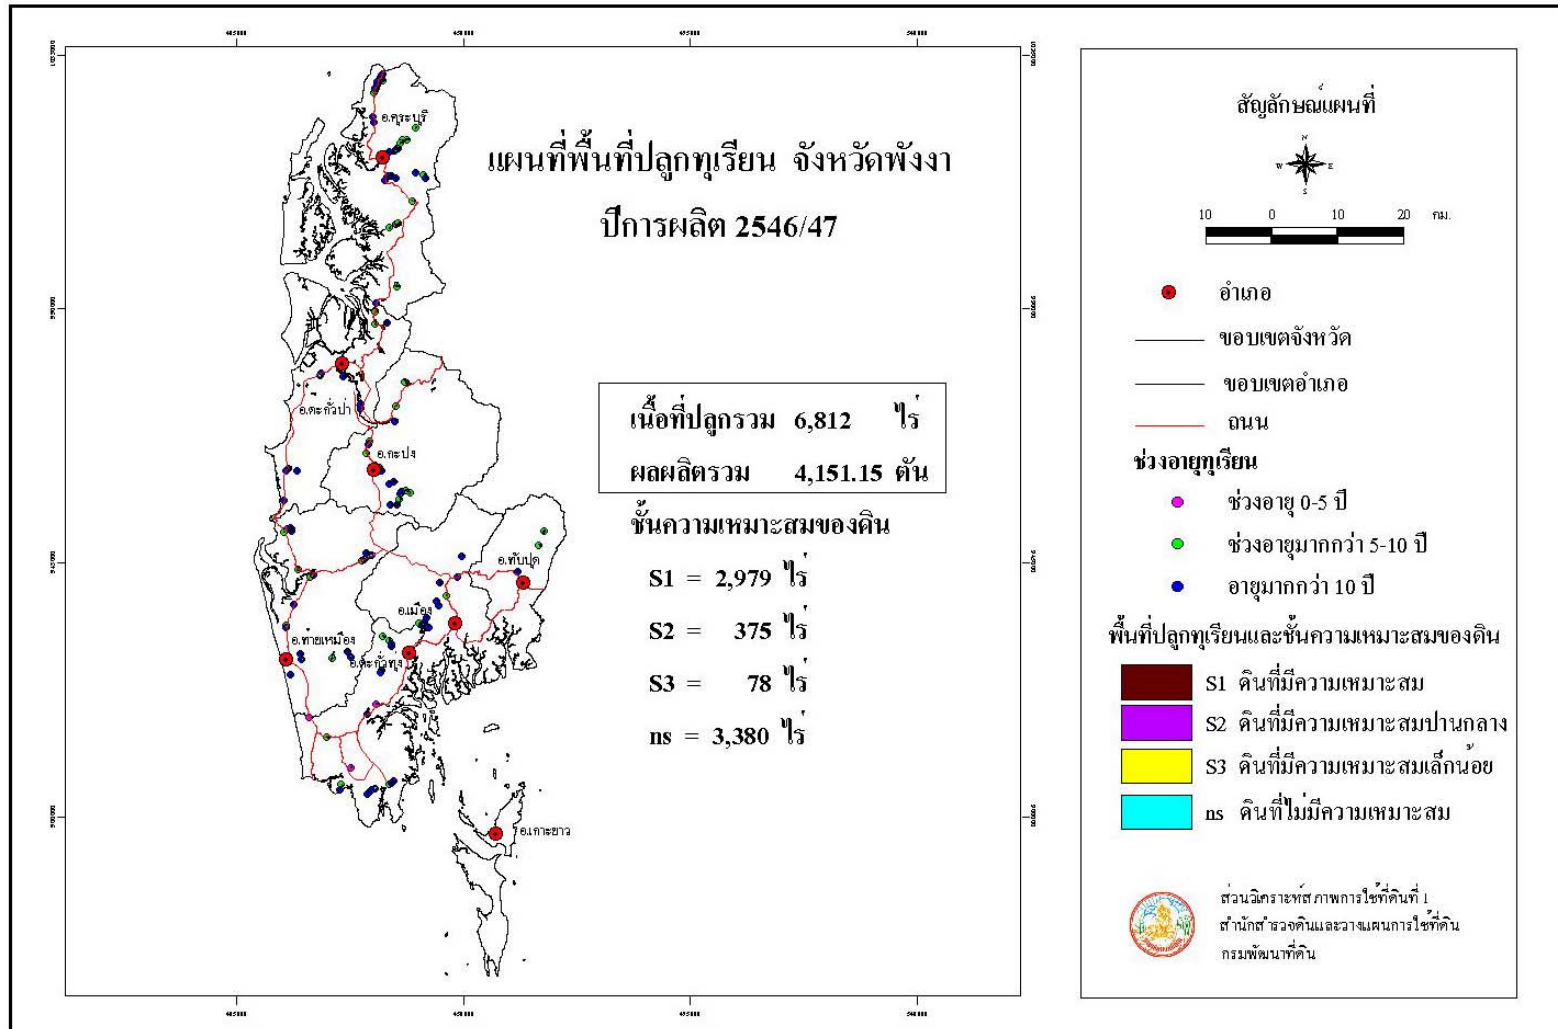 แผนที่พื้นที่ปลูกทุเรียน จังหวัดพังงา
ปีการผลิต 2546/47
อ.คุระบุรี
อ.ตะกั่วป่า
อ.กะปง
อ.ทับปุด
อ.เมือง
อ.ท้ายเหมือง
อ.ตะกั่วทุ่ง
อ.เกาะยาว
เนื้อที่ปลูกรวม 6,812 ไร่
ผลผลิตรวม 4,151.15 ตัน
ชั้นความเหมาะสมของดิน
S1 = 2,979 ไร่
S2 = 375 ไร่
S3 = 78 ไร่
ns = 3,380 ไร่
สัญลักษณ์แผนที่
N
W E
S
10 0 10 20 กม.
อำเภอ
ขอบเขตจังหวัด
ขอบเขตอำเภอ
ถนน
ช่วงอายุทุเรียน
ช่วงอายุ 0-5 ปี
ช่วงอายุมากกว่า 5-10 ปี
อายุมากกว่า 10 ปี
พื้นที่ปลูกทุเรียนและชั้นความเหมาะสมของดิน
S1 ดินที่มีความเหมาะสม
S2 ดินที่มีความเหมาะสมปานกลาง
S3 ดินที่มีความเหมาะสมเล็กน้อย
ns ดินที่ไม่มีความเหมาะสม
ส่วนวิเคราะห์สภาพการใช้ที่ดินที่ 1
สำนักสำรวจดินและวางแผนการใช้ที่ดิน
กรมพัฒนาที่ดิน